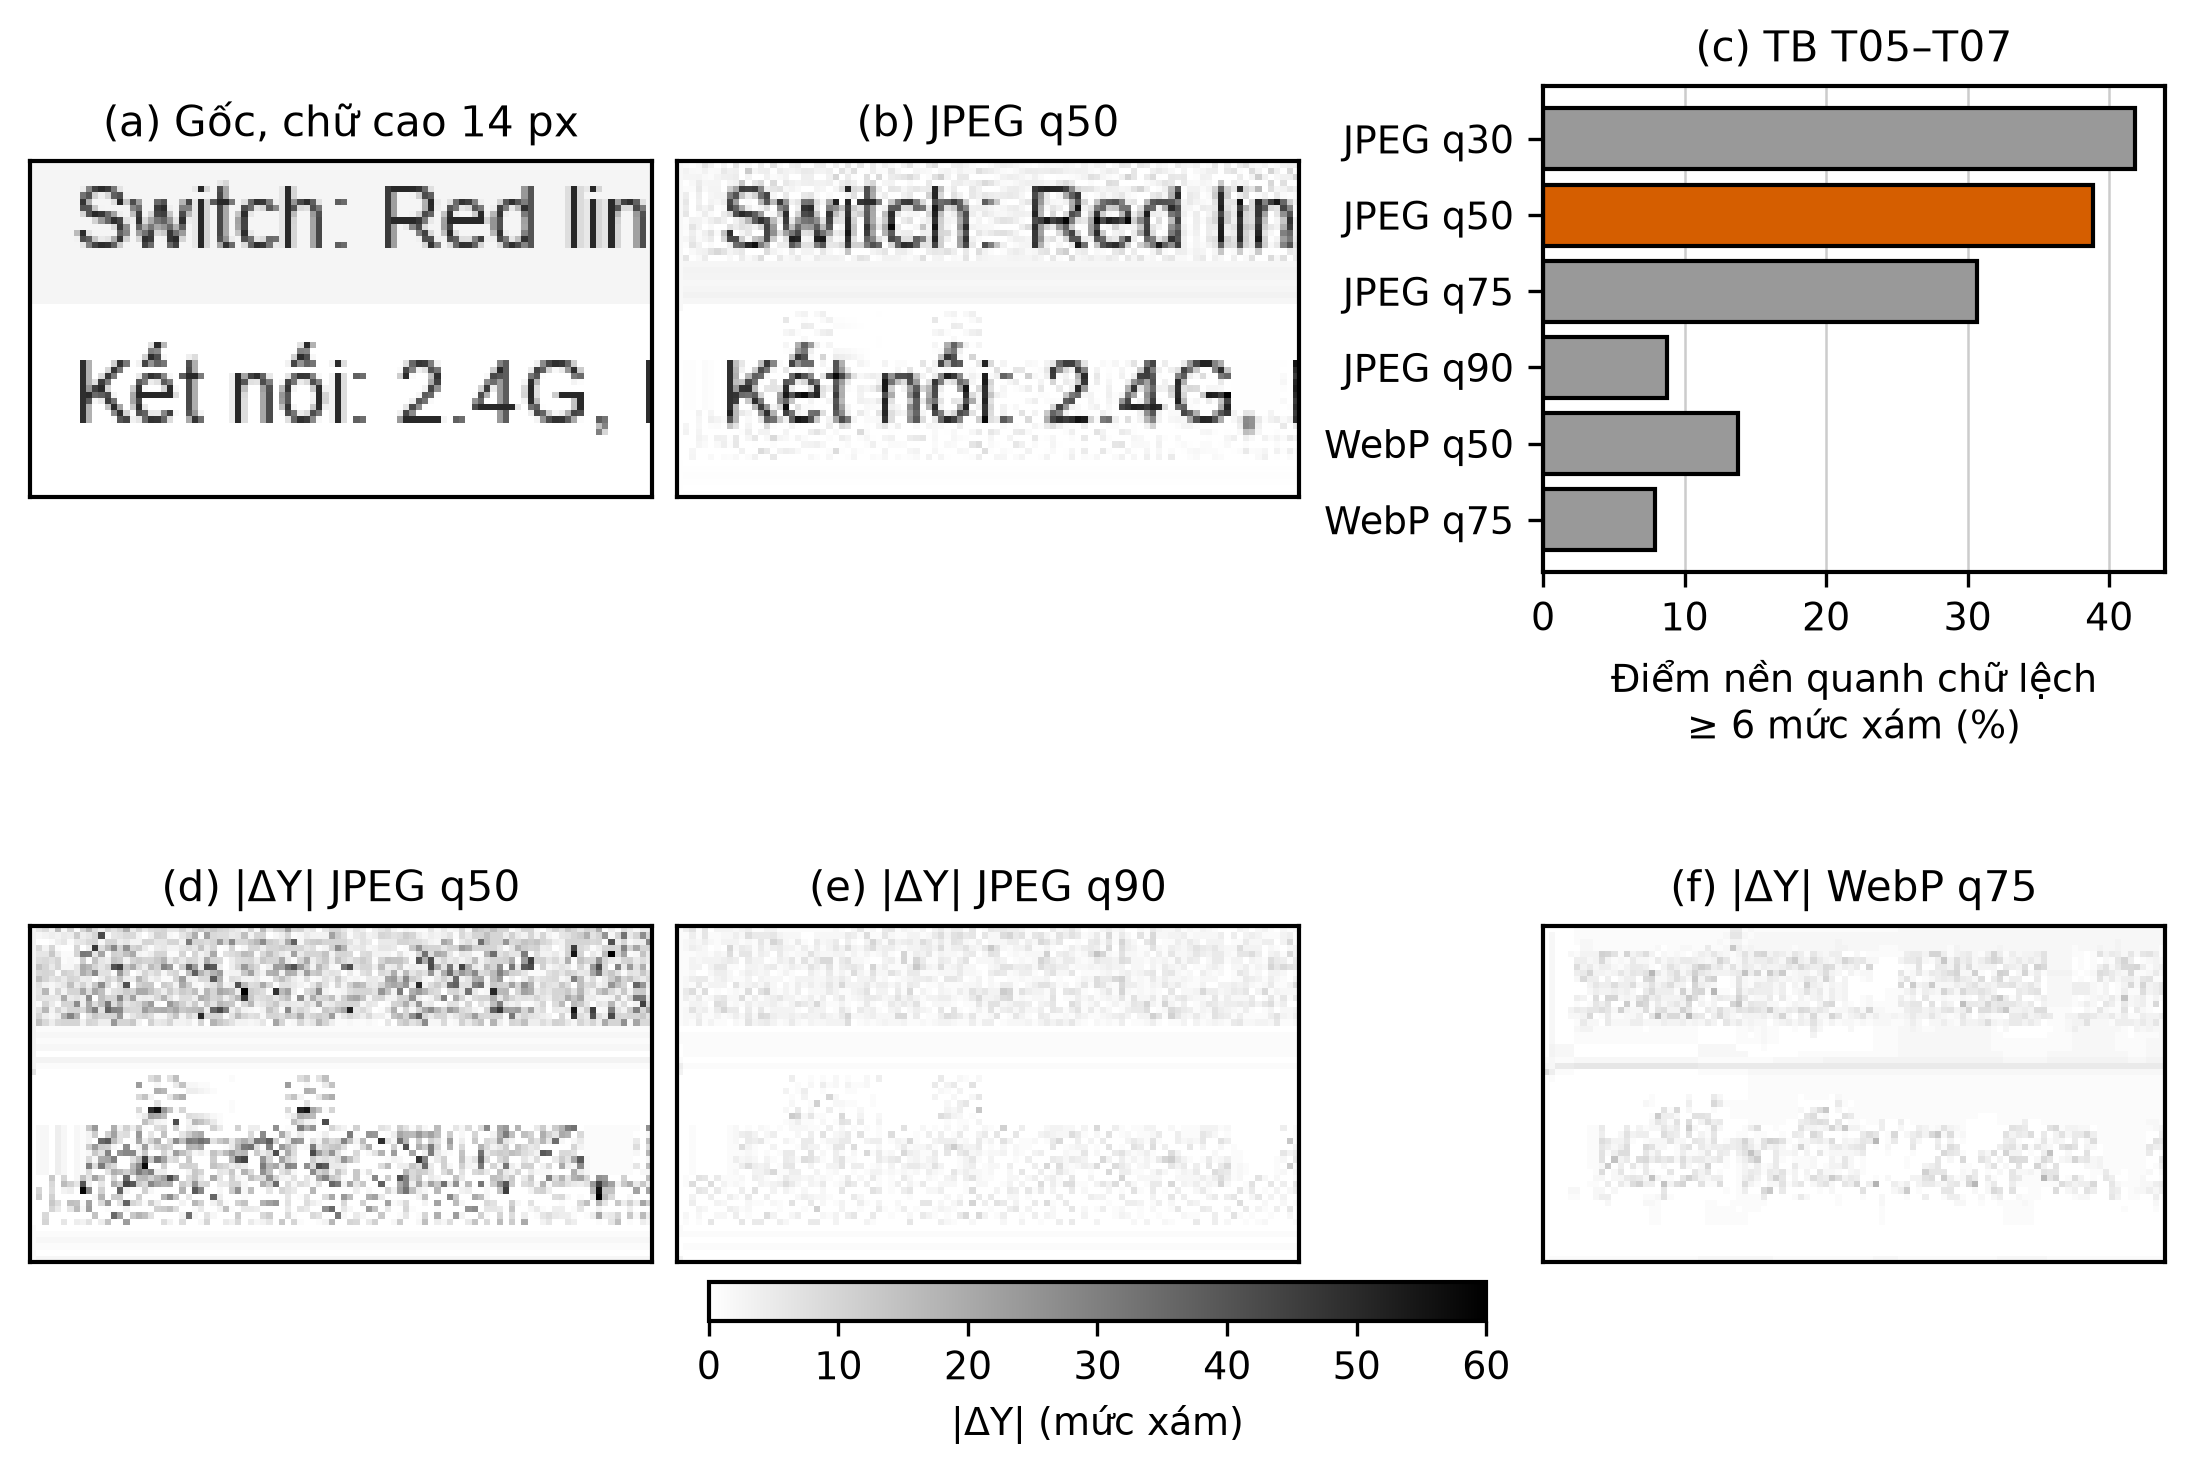 (a) Gốc, chữ cao 14 px
Switch: Red lin
Kết nối: 2.4G,
(b) JPEG q50
Switch: Red lin
Kết nối: 2.4G,
(c) TB T05–T07
JPEG q30
JPEG q50
JPEG q75
JPEG q90
WebP q50
WebP q75
0 10 20 30 40
Điểm nền quanh chữ lệch
≥ 6 mức xám (%)
(d) |ΔY| JPEG q50
(e) |ΔY| JPEG q90
(f) |ΔY| WebP q75
0 10 20 30 40 50 60
|ΔY| (mức xám)